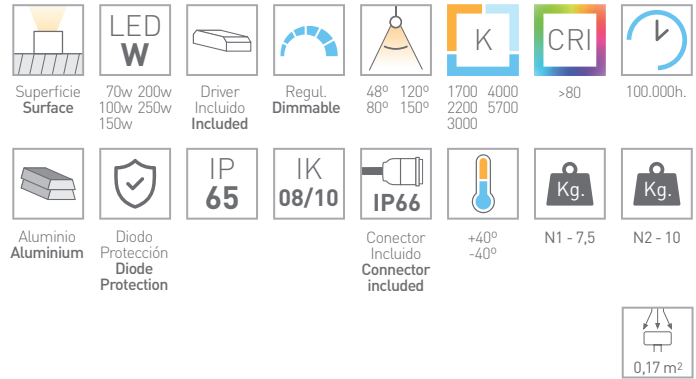 LED
W
K
CRI
Superficie
Surface
70w 200w
100w 250w
150w
Driver
Incluido
Included
Regul.
Dimmable
48º 120º
80º 150º
1700 4000
2200 5700
3000
>80
100.000h.
IP
65
IK
08/10
IP66
Kg.
Kg.
Aluminio
Aluminium
Diodo
Protección
Diode
Protection
Conector
Incluido
Connector
included
+40º
-40º
N1 - 7,5
N2 - 10
0,17 m²